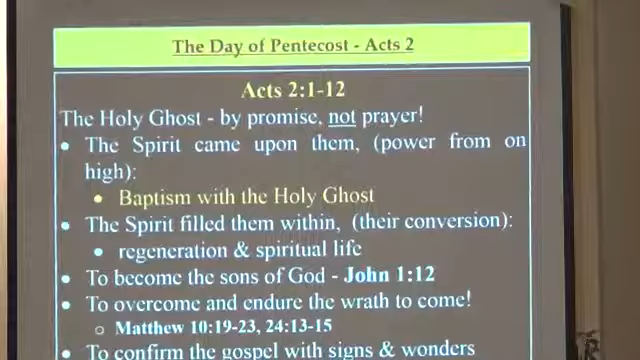 The Day of Pentecost - Acts 2
Acts 2:1-12
The Holy Ghost - by promise, not prayer!
• The Spirit came upon them, (power from on
high):
• Baptism with the Holy Ghost
• The Spirit filled them within, (their conversion):
• regeneration & spiritual life
• To become the sons of God - John 1:12
• To overcome and endure the wrath to come!
○ Matthew 10:19-23, 24:13-15
• To confirm the gospel with signs & wonders